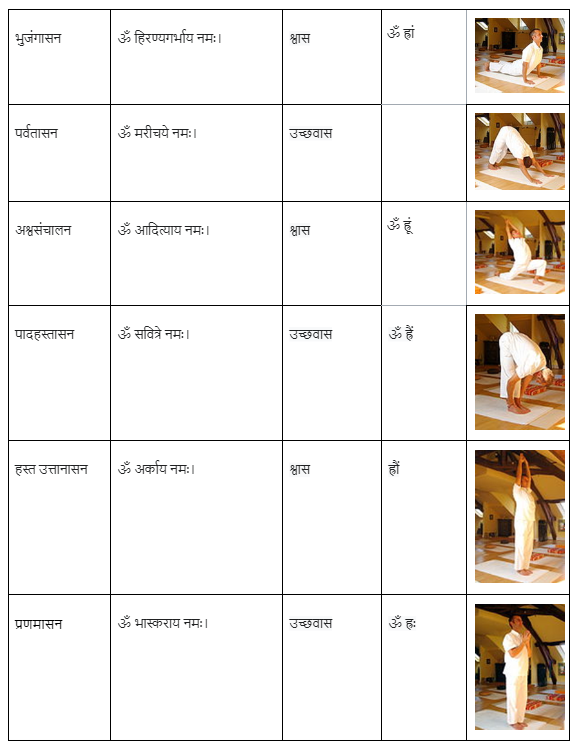 भुजंगासन ॐ हिरण्यगर्भाय नमः। श्वास ॐ ह्रां
पर्वतासन ॐ मरीचये नमः। उच्छवास
अश्वसंचालन ॐ आदित्याय नमः। श्वास ॐ ह्रूं
पादहस्तासन ॐ सवित्रे नमः। उच्छवास ॐ ह्रैं
हस्त उत्तानासन ॐ अर्काय नमः। श्वास ह्रौं
प्रणमासन ॐ भास्कराय नमः। उच्छवास ॐ ह्रः